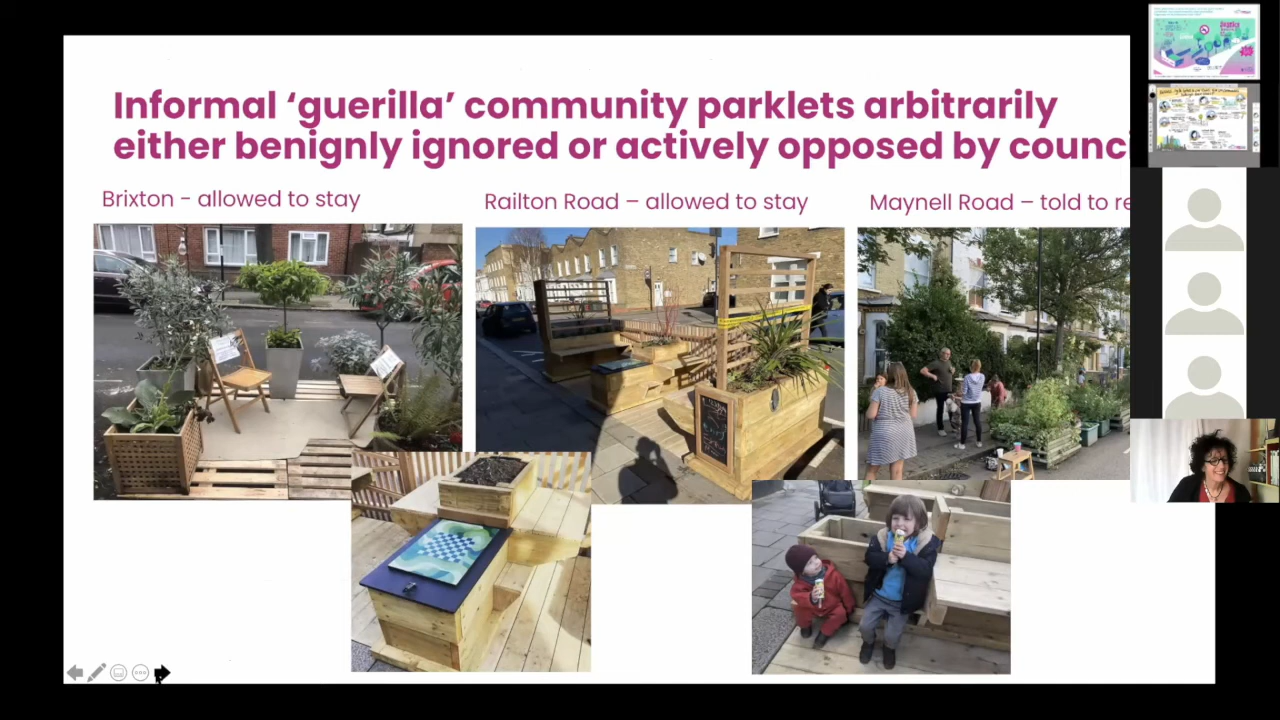 Informal ‘guerilla’ community parklets arbitrarily
either benignly ignored or actively opposed by counci
Brixton - allowed to stay
Railton Road – allowed to stay
Maynell Road – told to re